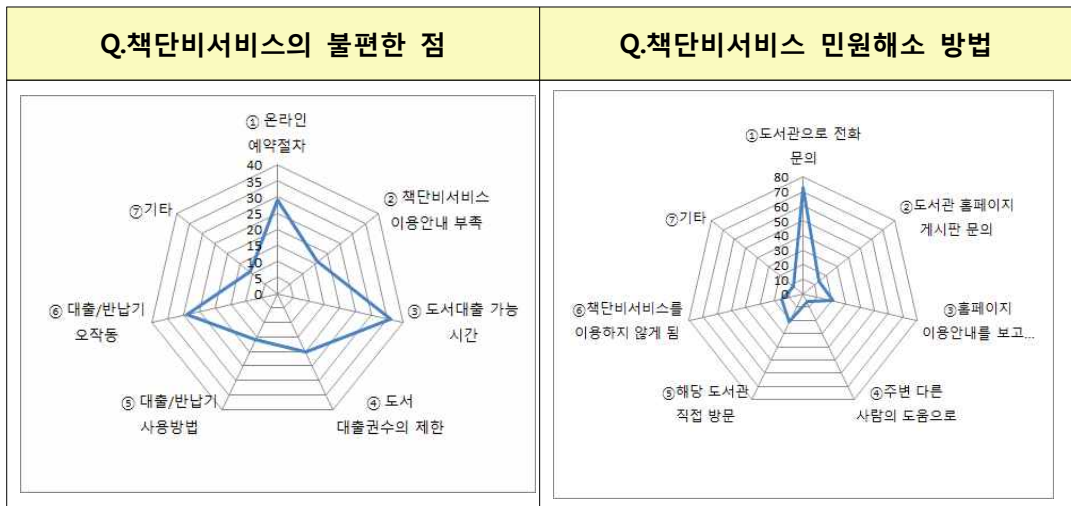 Q.책단비서비스의 불편한 점
Q.책단비서비스 민원해소 방법
① 온라인
예약절차
② 책단비서비스
이용안내 부족
③ 도서대출 가능
시간
④ 도서
대출권수의 제한
⑤ 대출/반납기
사용방법
⑥ 대출/반납기
오작동
⑦기타
40
35
30
25
20
15
10
5
0
①도서관으로 전화
문의
②도서관 홈페이지
게시판 문의
③홈페이지
이용안내를 보고...
④주변 다른
사람의 도움으로
⑤해당 도서관
직접 방문
⑥책단비서비스를
이용하지 않게 됨
⑦기타
80
70
60
50
40
30
20
10
0